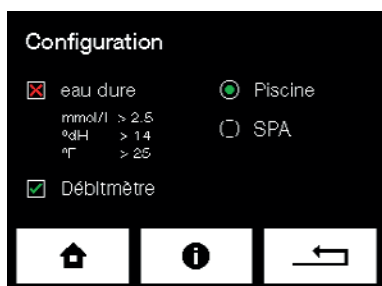 Configuration
eau dure
mmol/l > 2.5
°dH > 14
°F > 25
Débitmètre
Piscine
SPA